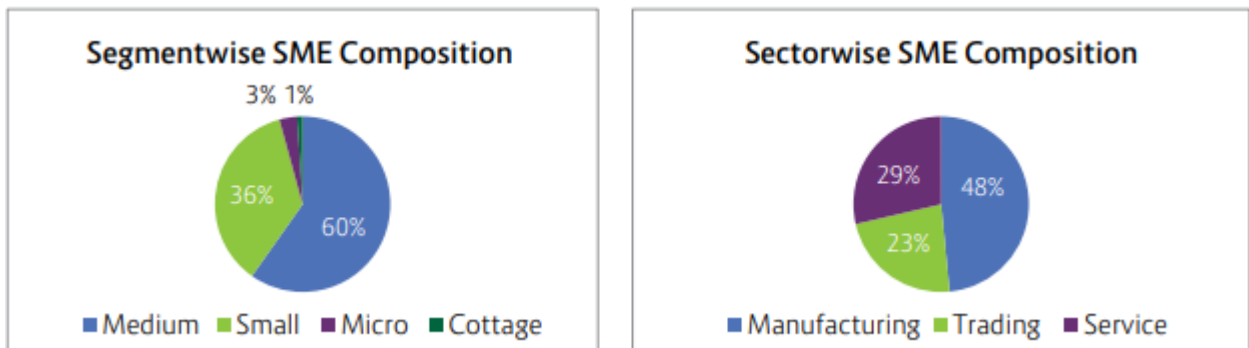 Segmentwise SME Composition
3% 1%
36%
60%
Medium Small Micro Cottage
Sectorwise SME Composition
29%
48%
23%
Manufacturing Trading Service